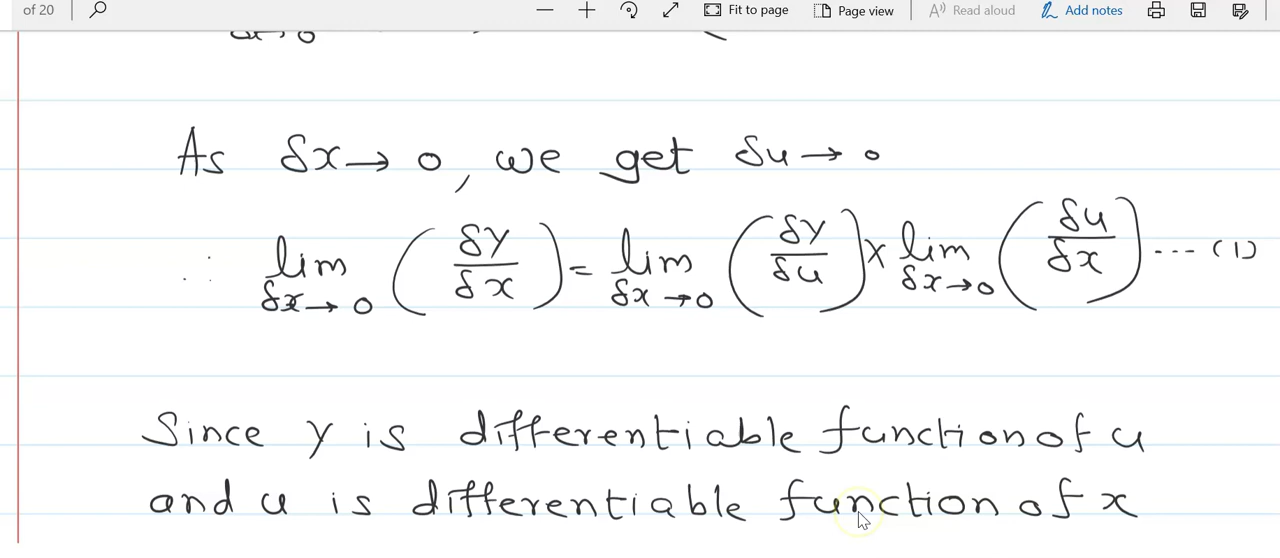 of 20 Fit to page Page view Read aloud Add notes
As δx → 0, we get δu → 0
∴ lim δx → 0 (δy/δx) = lim δx → 0 (δy/δu) x lim δx → 0 (δu/δx) --- (1)
Since y is differentiable function of u
and u is differentiable function of x